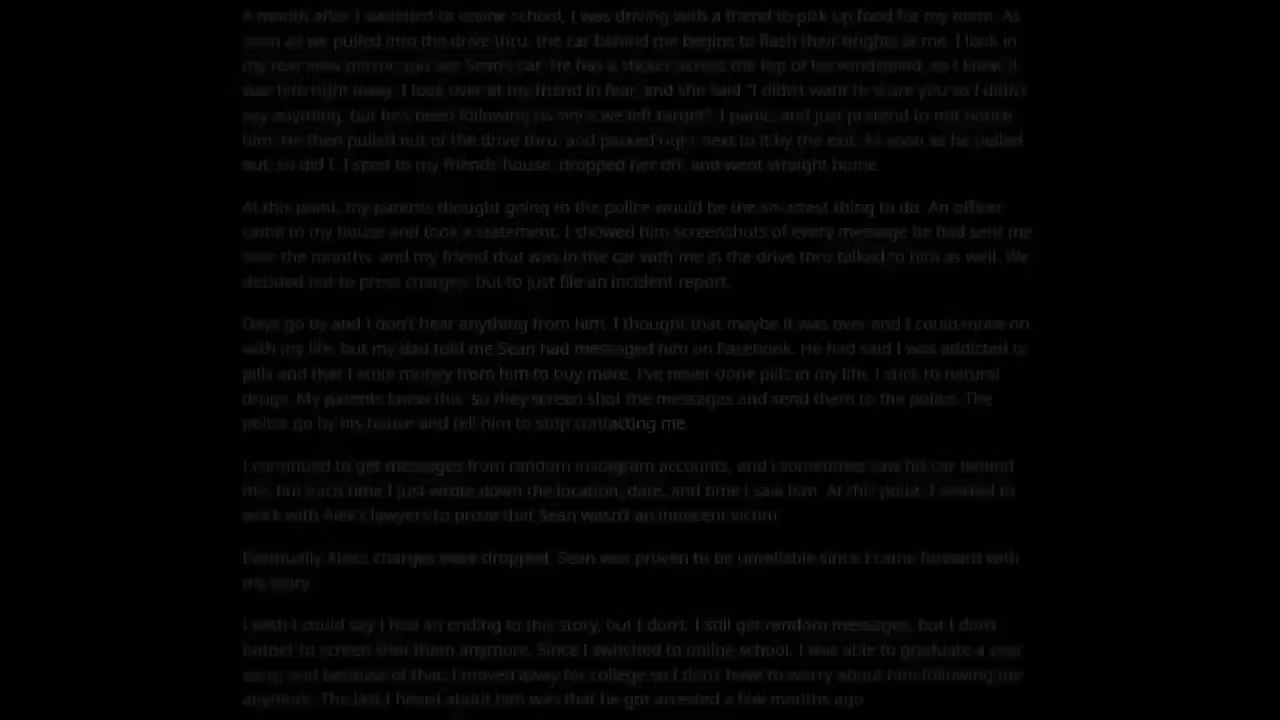 A month after I switched to online school, I was driving with a friend to pick up food for my mom. As
soon as we pulled into the drive thru, the car behind me begins to flash their brights at me. I look in
my rear view mirror and see Sean's car. He has a sticker across the top of his windshield, so I knew it
was him right away. I look over at my friend in fear, and she said "I didn't want to scare you so I didn't
say anything, but he's been following us since we left target". I panic, and just pretend to not notice
him. He then pulled out of the drive thru, and parked right next to it by the exit. As soon as he pulled
out, so did I. I sped to my friends house, dropped her off, and went straight home.
At this point, my parents thought going to the police would be the smartest thing to do. An officer
came to my house and took a statement. I showed him screenshots of every message he had sent me
over the months, and my friend that was in the car with me in the drive thru talked to him as well. We
decided not to press charges, but to just file an incident report.
Days go by and I don't hear anything from him. I thought that maybe it was over and I could move on
with my life, but my dad told me Sean had messaged him on Facebook. He had said I was addicted to
pills and that I stole money from him to buy more. I've never done pills in my life, I stick to natural
drugs. My parents know this. So they screen shot the messages and send them to the police. The
police go by his house and tell him to stop contacting me.
I continued to get messages from random instagram accounts, and I sometimes saw his car behind
me, but each time I just wrote down the location, date, and time I saw him. At this point, I started to
work with Alex's lawyers to prove that Sean wasn't an innocent victim.
Eventually Alex's charges were dropped. Sean was proven to be unreliable since I came forward with
my story.
I wish I could say I had an ending to this story, but I don't. I still get random messages, but I don't
bother to screen shot them anymore. Since I switched to online school, I was able to graduate a year
early, and because of that, I moved away for college so I don't have to worry about him following me
anymore. The last I heard about him was that he got arrested a few months ago.